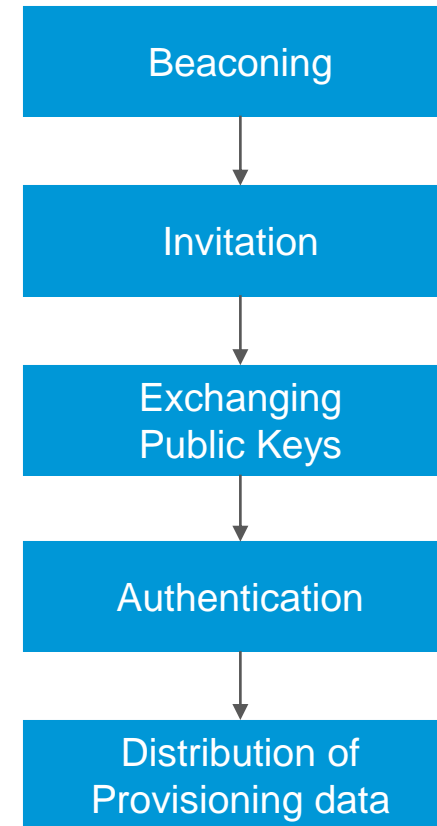 Beaconing
Invitation
Exchanging
Public Keys
Authentication
Distribution of
Provisioning data